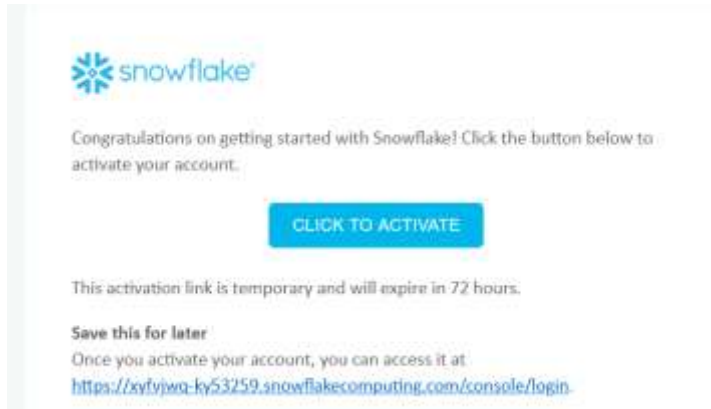 snowflake
Congratulations on getting started with Snowflake! Click the button below to
activate your account.
CLICK TO ACTIVATE
This activation link is temporary and will expire in 72 hours.
Save this for later
Once you activate your account, you can access it at
https://xyfvjwq-ky53259.snowflakecomputing.com/console/login.